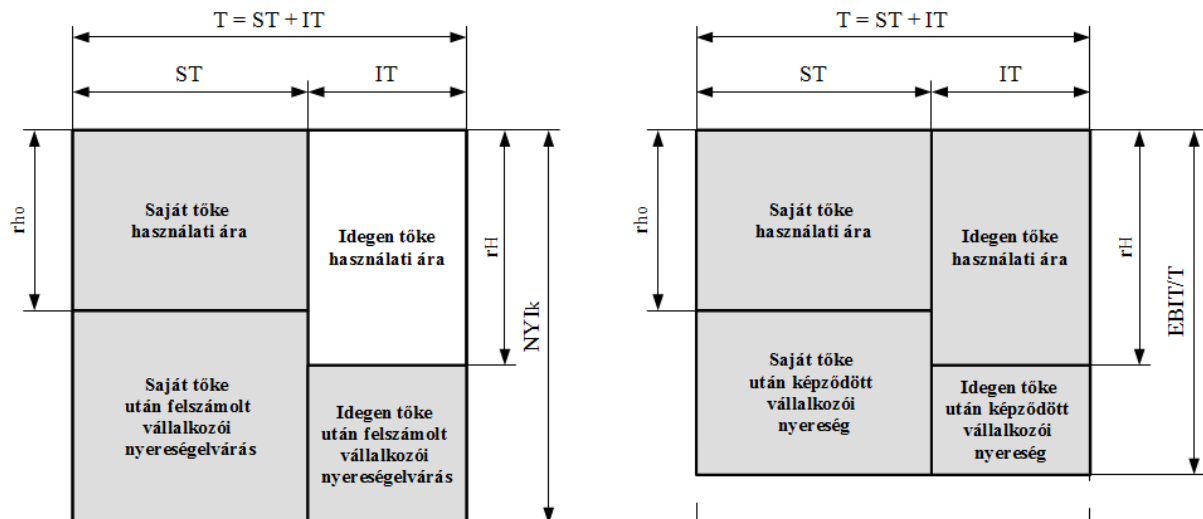 T = ST + IT
ST
IT
rho
Saját tőke
használati ára
Idegen tőke
használati ára
rH
NYIk
Saját tőke
után felszámolt
vállalkozói
nyereségelvárás
Idegen tőke
után felszámolt
vállalkozói
nyereségelvárás
T = ST + IT
ST
IT
rho
Saját tőke
használati ára
Idegen tőke
használati ára
rH
EBIT/T
Saját tőke
után képződött
vállalkozói
nyereség
Idegen tőke
után képződött
vállalkozói
nyereség